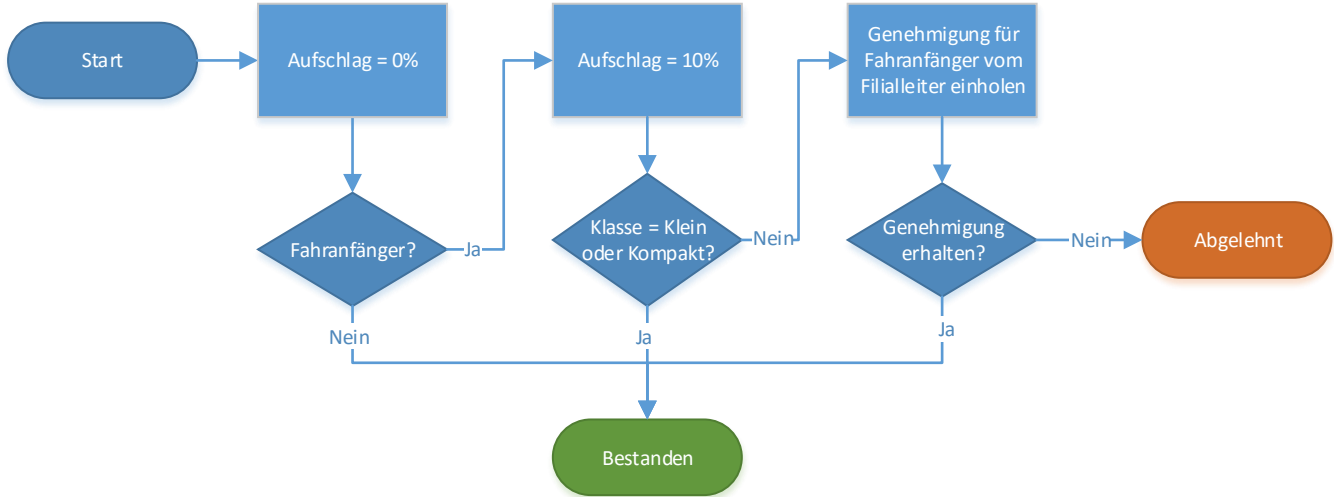 Start
Aufschlag = 0%
Aufschlag = 10%
Genehmigung für
Fahranfänger vom
Filialleiter einholen
Fahranfänger?
Ja
Klasse = Klein
oder Kompakt?
Nein
Genehmigung
erhalten?
Nein
Abgelehnt
Nein
Ja
Ja
Bestanden